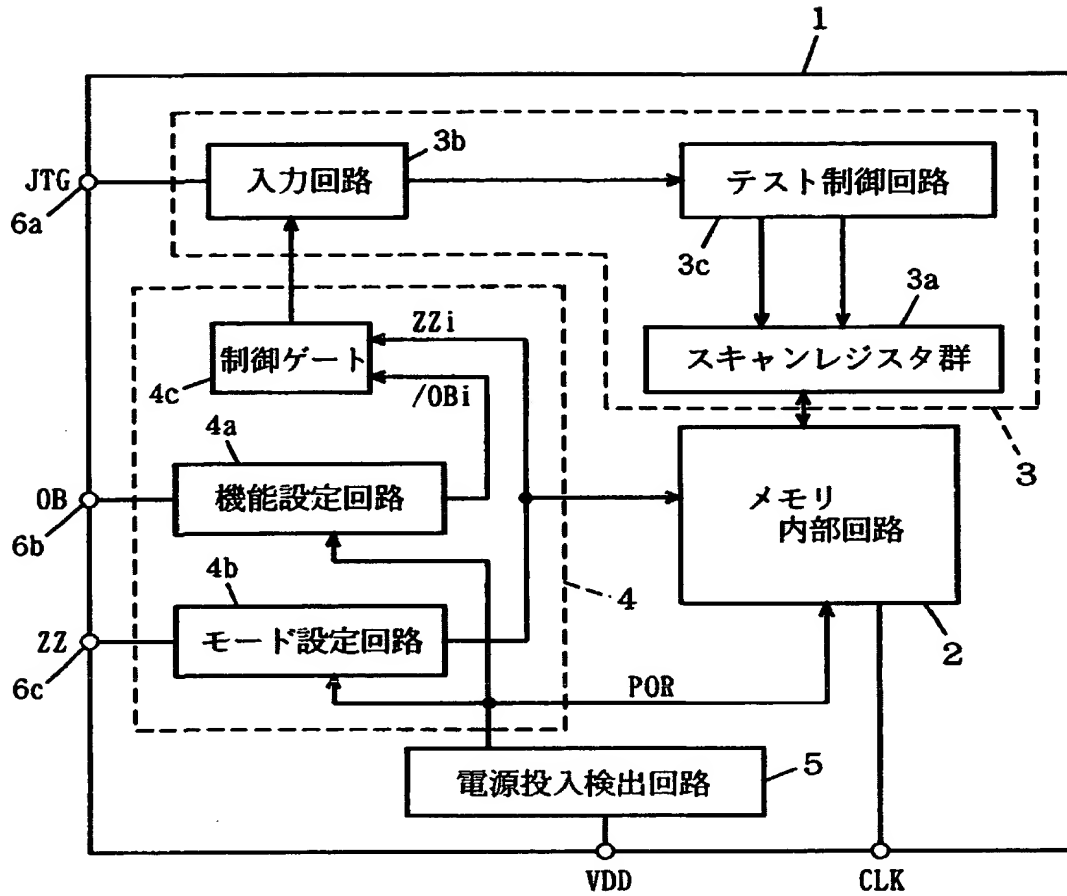 1
JTG
6a
入力回路
3b
テスト制御回路
3c
3a
スキャンレジスタ群
3
ZZi
制御ゲート
4c
/OBi
4a
機能設定回路
OB
6b
メモリ
内部回路
2
4b
モード設定回路
4
ZZ
6c
POR
電源投入検出回路
5
VDD
CLK